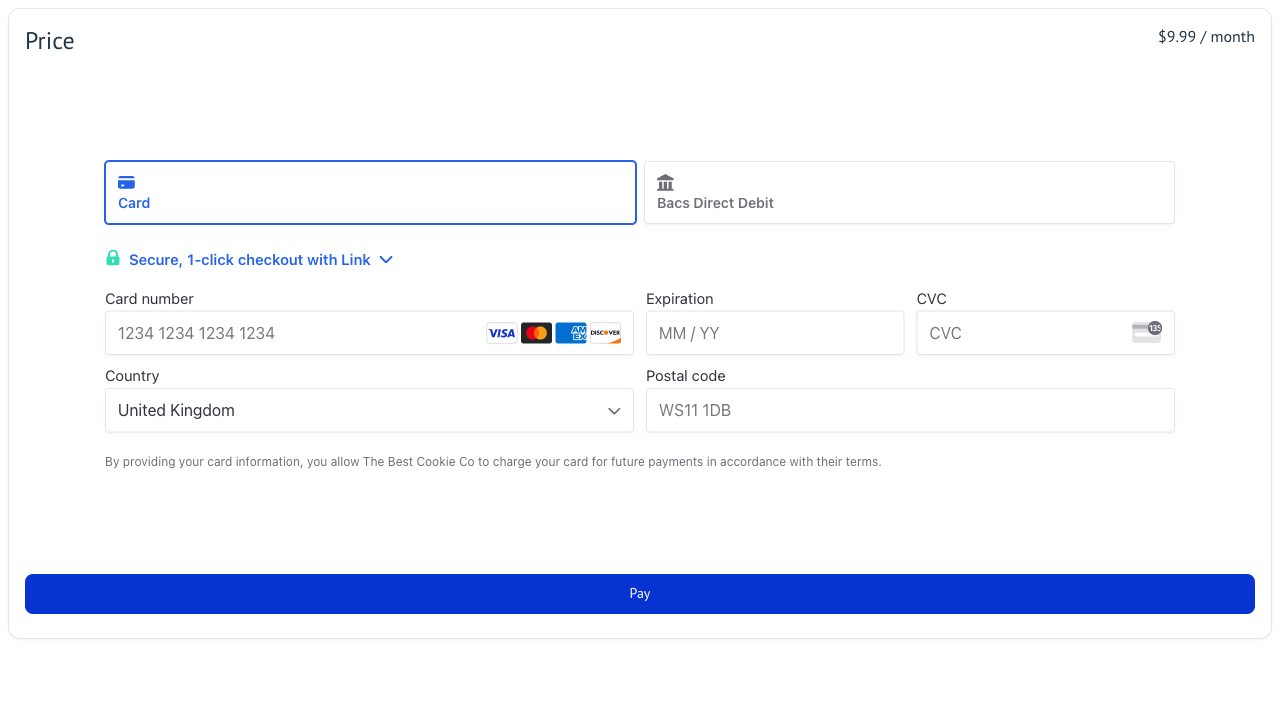 Price
$9.99 / month
Card
Bacs Direct Debit
Secure, 1-click checkout with Link
Card number
Expiration
CVC
1234 1234 1234 1234
VISA
AM EX
DISCOVER
MM / YY
CVC
135
Country
Postal code
United Kingdom
WS11 1DB
By providing your card information, you allow The Best Cookie Co to charge your card for future payments in accordance with their terms.
Pay